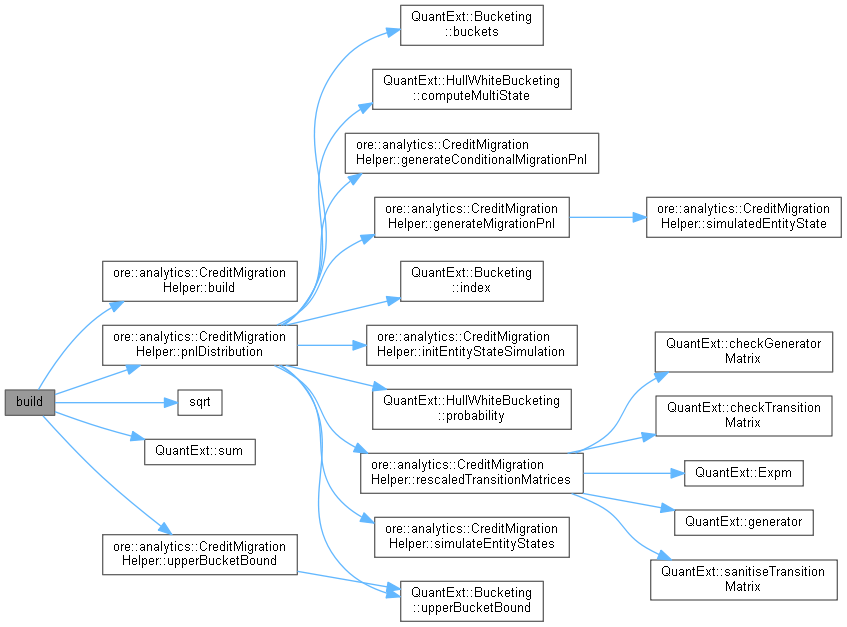 QuantExt::Bucketing
::buckets
QuantExt::HullWhiteBucketing
::computeMultiState
ore::analytics::CreditMigration
Helper::generateConditionalMigrationPnl
ore::analytics::CreditMigration
Helper::generateMigrationPnl
ore::analytics::CreditMigration
Helper::simulatedEntityState
ore::analytics::CreditMigration
Helper::build
QuantExt::Bucketing
::index
ore::analytics::CreditMigration
Helper::pnlDistribution
ore::analytics::CreditMigration
Helper::initEntityStateSimulation
QuantExt::checkGenerator
Matrix
build
sqrt
QuantExt::HullWhiteBucketing
::probability
QuantExt::checkTransition
Matrix
QuantExt::sum
ore::analytics::CreditMigration
Helper::rescaledTransitionMatrices
QuantExt::Expm
QuantExt::generator
ore::analytics::CreditMigration
Helper::upperBucketBound
ore::analytics::CreditMigration
Helper::simulateEntityStates
QuantExt::sanitiseTransition
Matrix
QuantExt::Bucketing
::upperBucketBound